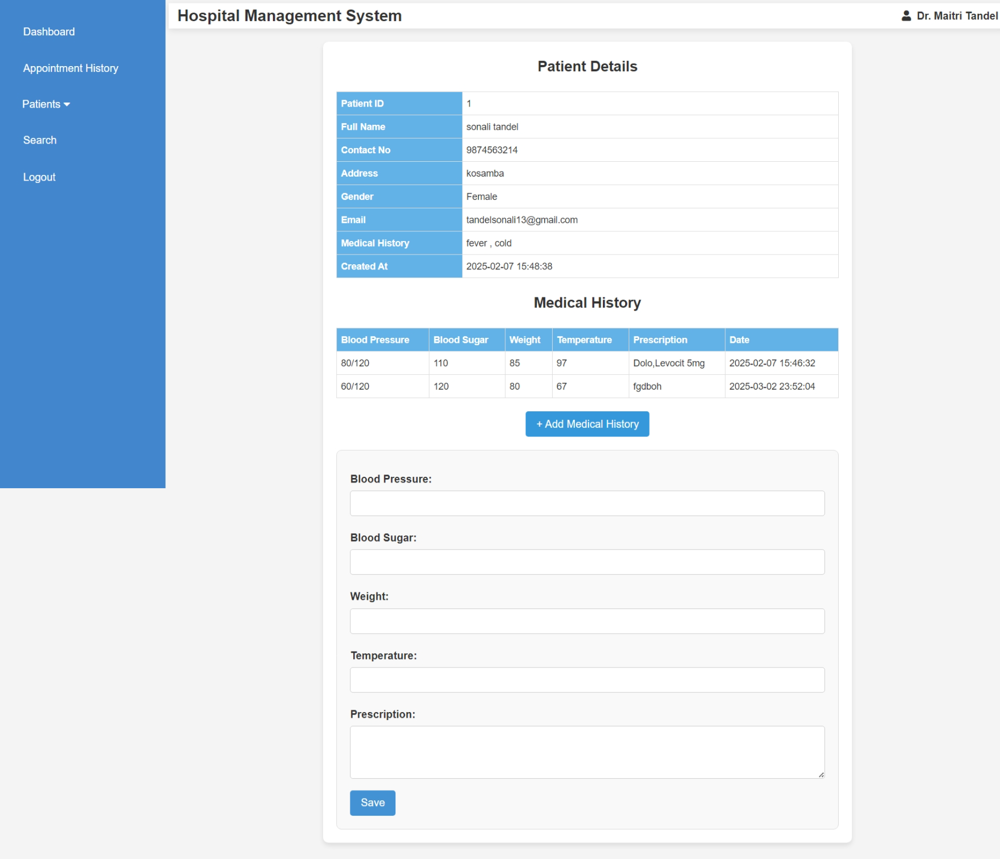 Hospital Management System
Dr. Maitri Tandel
Dashboard
Appointment History
Patients
Search
Logout
Patient Details
Patient ID 1
Full Name sonali tandel
Contact No 9874563214
Address kosamba
Gender Female
Email tandelsonali13@gmail.com
Medical History fever , cold
Created At 2025-02-07 15:48:38
Medical History
Blood Pressure Blood Sugar Weight Temperature Prescription Date
80/120 110 85 97 Dolo,Levocit 5mg 2025-02-07 15:46:32
60/120 120 80 67 fgdboh 2025-03-02 23:52:04
+ Add Medical History
Blood Pressure:
Blood Sugar:
Weight:
Temperature:
Prescription:
Save